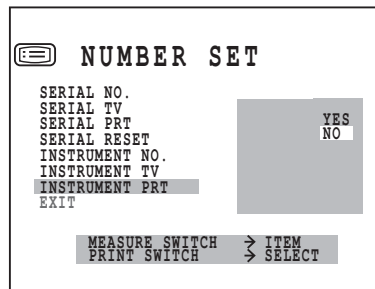 NUMBER SET
SERIAL NO.
SERIAL TV
SERIAL PRT
SERIAL RESET
INSTRUMENT NO.
INSTRUMENT TV
INSTRUMENT PRT
EXIT
YES
NO
MEASURE SWITCH → ITEM
PRINT SWITCH → SELECT